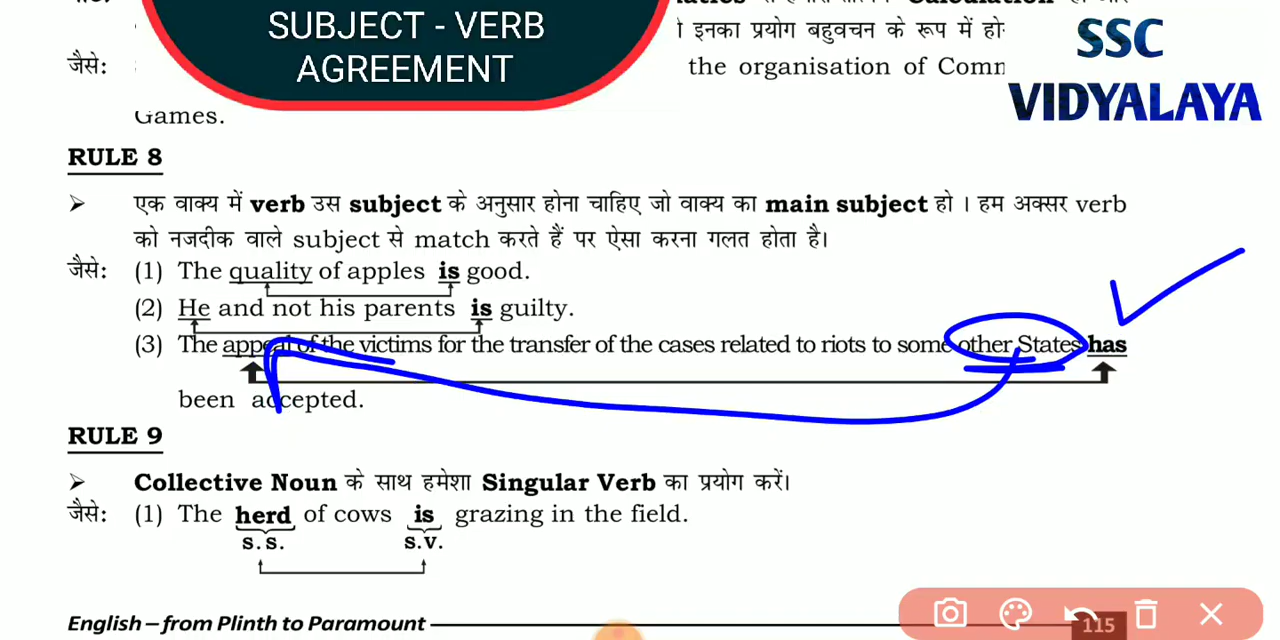 SUBJECT - VERB
AGREEMENT
SSC
VIDYALAYA
Calculation
इनका प्रयोग बहुवचन के रूप में
जैसे: the organisation of
Games.
RULE 8
➢ एक वाक्य में verb उस subject के अनुसार होना चाहिए जो वाक्य का main subject हो । हम अक्सर verb
को नजदीक वाले subject से match करते हैं पर ऐसा करना गलत होता है।
जैसे: (1) The quality of apples is good.
(2) He and not his parents is guilty.
(3) The appeal of the victims for the transfer of the cases related to riots to some other States has
been accepted.
RULE 9
➢ Collective Noun के साथ हमेशा Singular Verb का प्रयोग करें।
जैसे: (1) The herd of cows is grazing in the field.
s.s. s.v.
English – from Plinth to Paramount 115